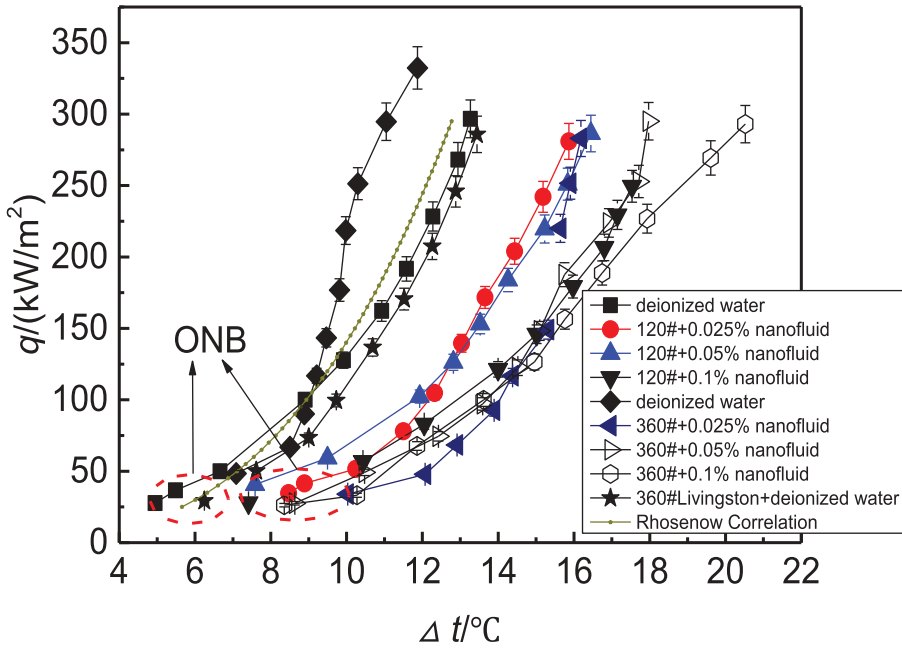 350
300
250
200
150
100
50
0
q/(kW/m²)
ONB
deionized water
120#+0.025% nanofluid
120#+0.05% nanofluid
120#+0.1% nanofluid
deionized water
360#+0.025% nanofluid
360#+0.05% nanofluid
360#+0.1% nanofluid
360#Livingston+deionized water
Rhosenow Correlation
4 6 8 10 12 14 16 18 20 22
Δ t/°C